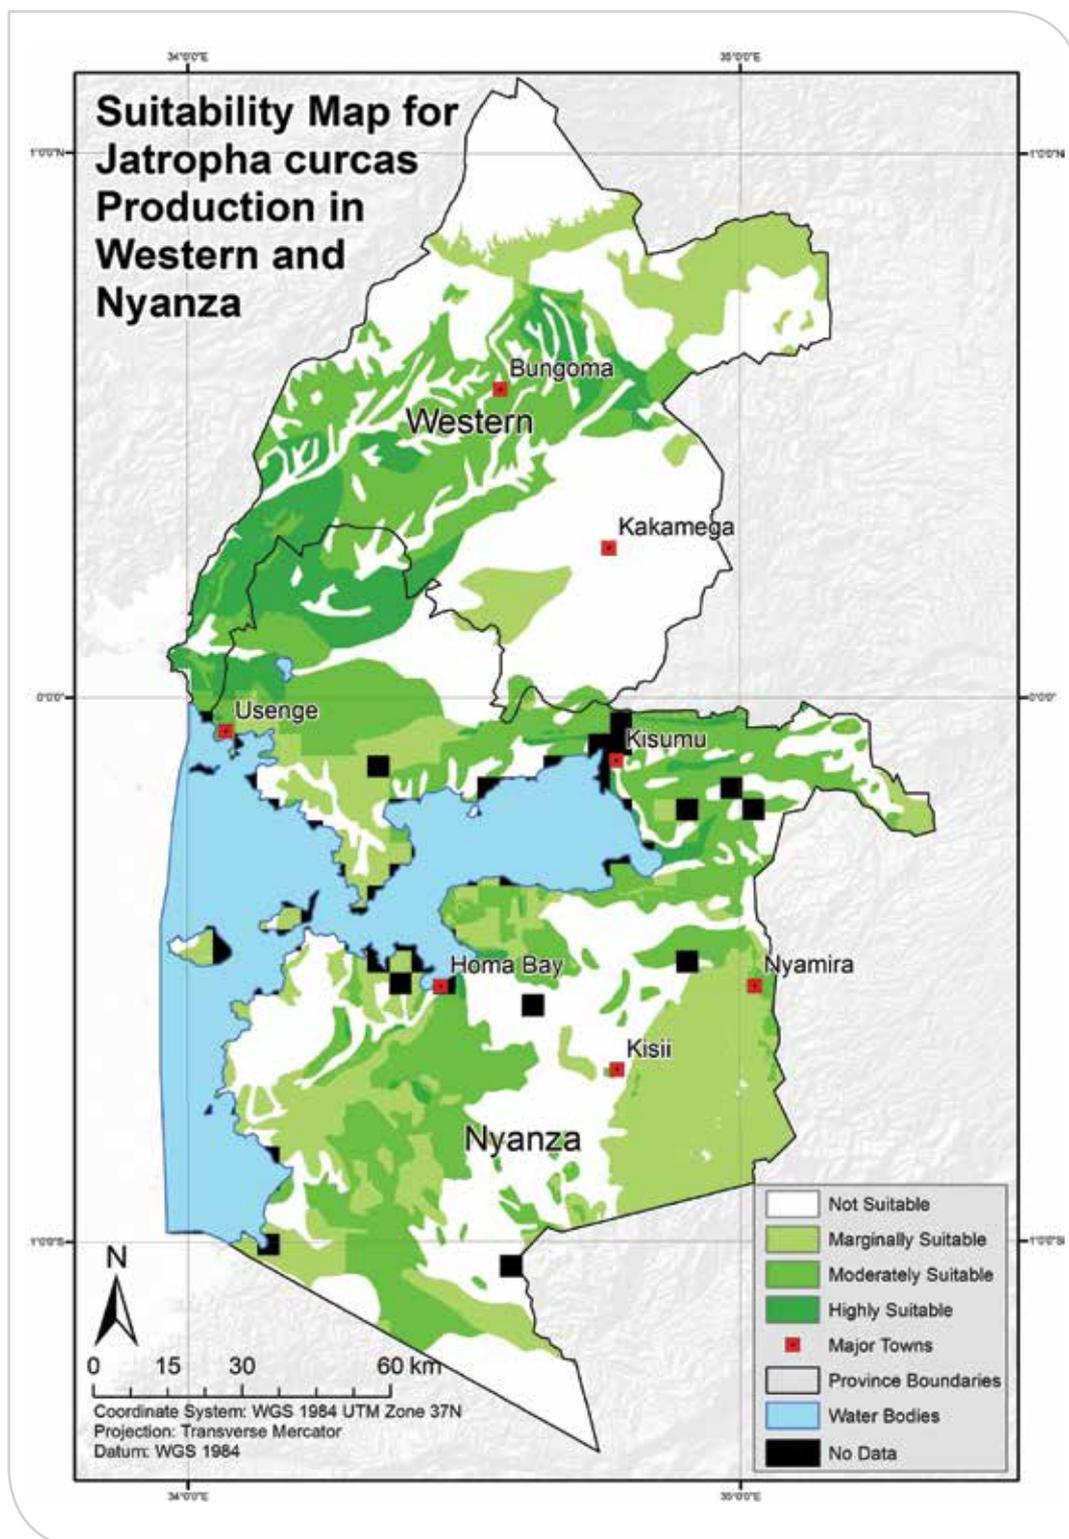 34°0'0"E
35°0'0"E
Suitability Map for
Jatropha curcas
Production in
Western and
Nyanza
1°0'0"N
1°0'0"N
Bungoma
Western
Kakamega
0°0'0"
0°0'0"
Usenge
Kisumu
Homa Bay
Nyamira
Kisii
Nyanza
Not Suitable
Marginally Suitable
Moderately Suitable
Highly Suitable
Major Towns
Province Boundaries
Water Bodies
No Data
1°0'0"S
1°0'0"S
N
0 15 30 60 km
Coordinate System: WGS 1984 UTM Zone 37N
Projection: Transverse Mercator
Datum: WGS 1984
34°0'0"E
35°0'0"E